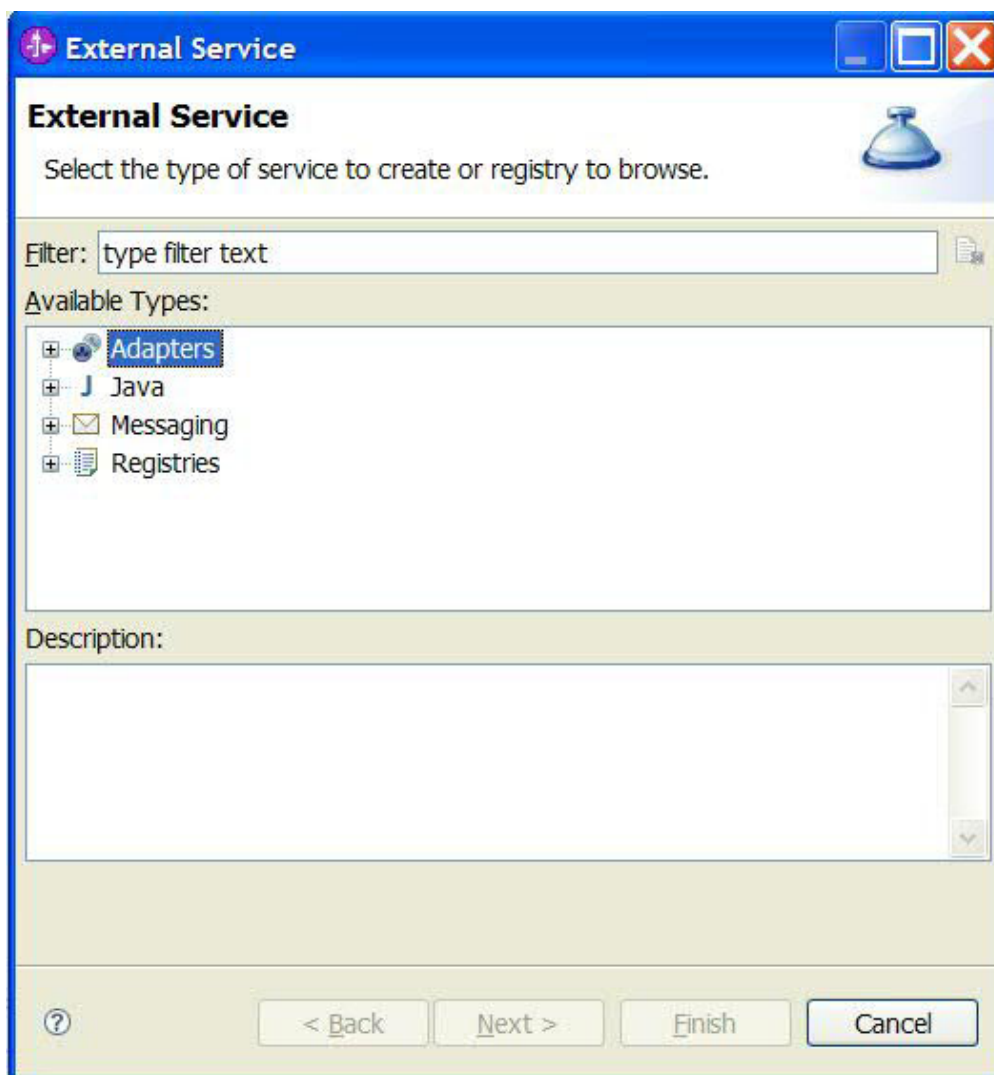 External Service
External Service
Select the type of service to create or registry to browse.
Filter: type filter text
Available Types:
Adapters
J Java
Messaging
Registries
Description:
? < Back Next > Finish Cancel